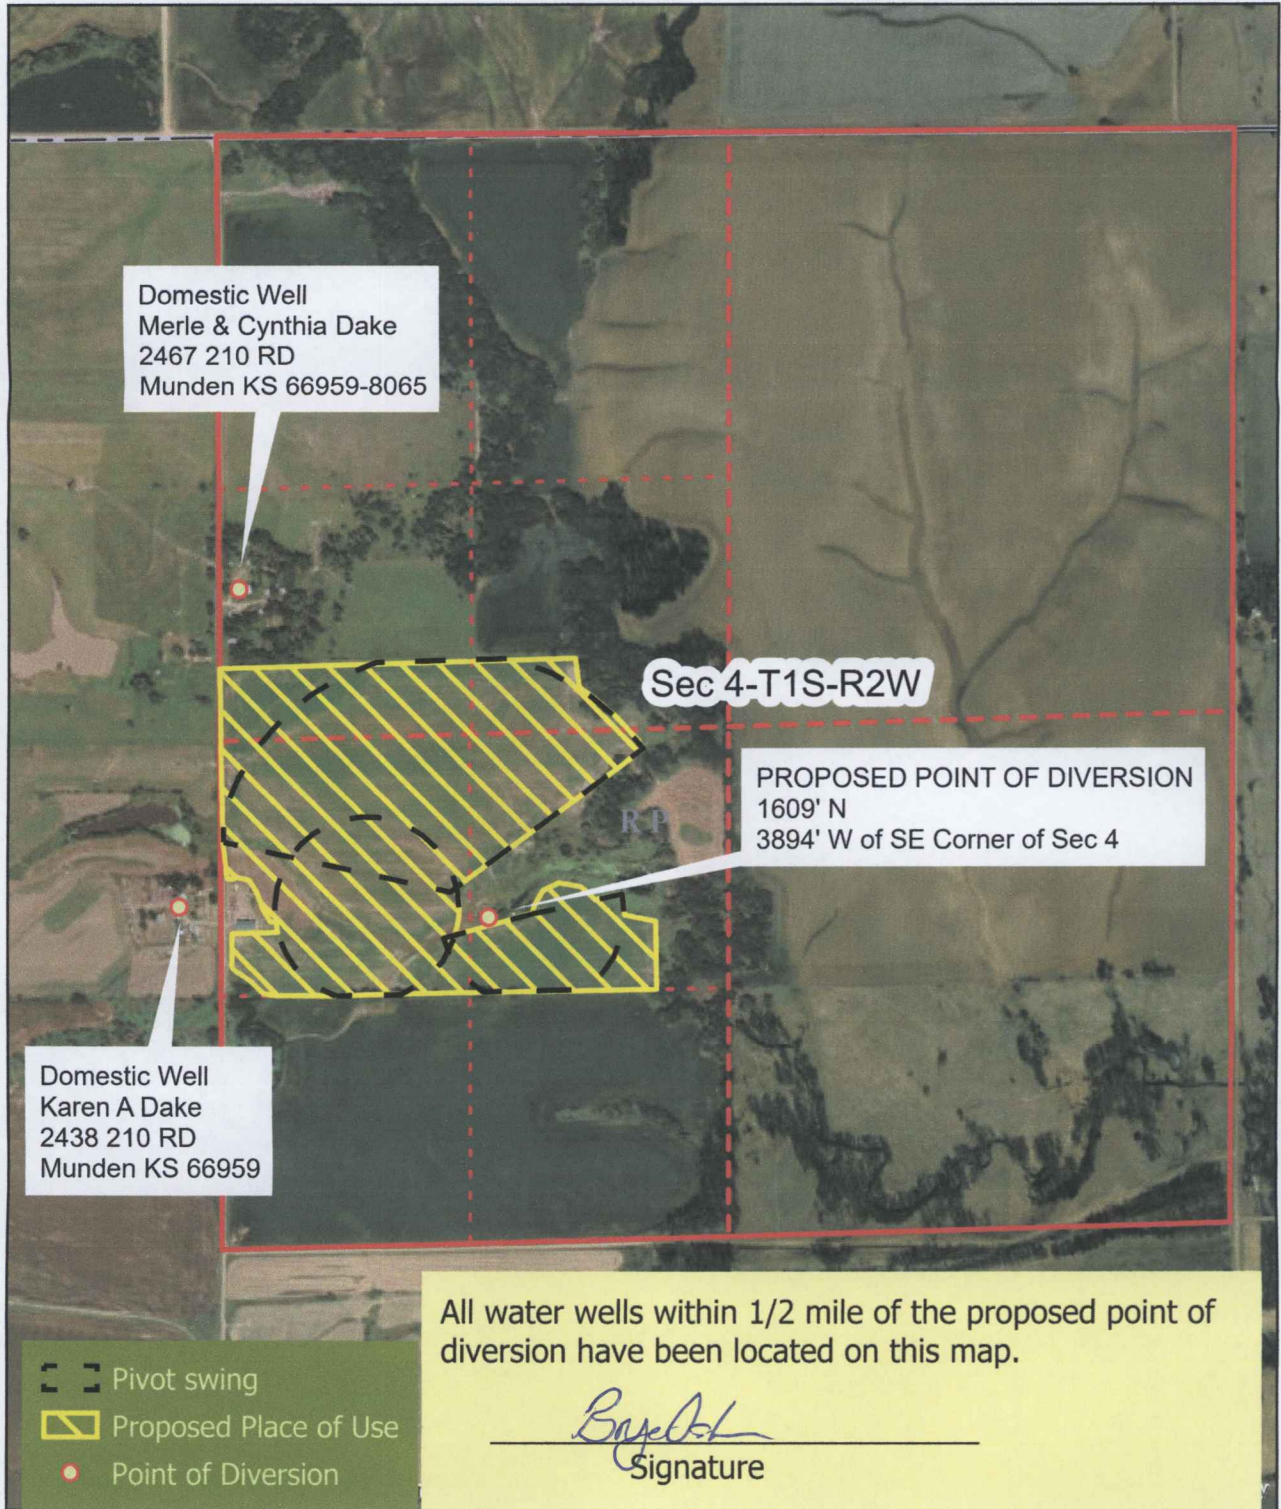 Domestic Well
Merle & Cynthia Dake
2467 210 RD
Munden KS 66959-8065
Sec 4-T1S-R2W
PROPOSED POINT OF DIVERSION
1609' N
3894' W of SE Corner of Sec 4
R P
Domestic Well
Karen A Dake
2438 210 RD
Munden KS 66959
All water wells within 1/2 mile of the proposed point of
diversion have been located on this map.
Signature
Pivot swing
Proposed Place of Use
Point of Diversion